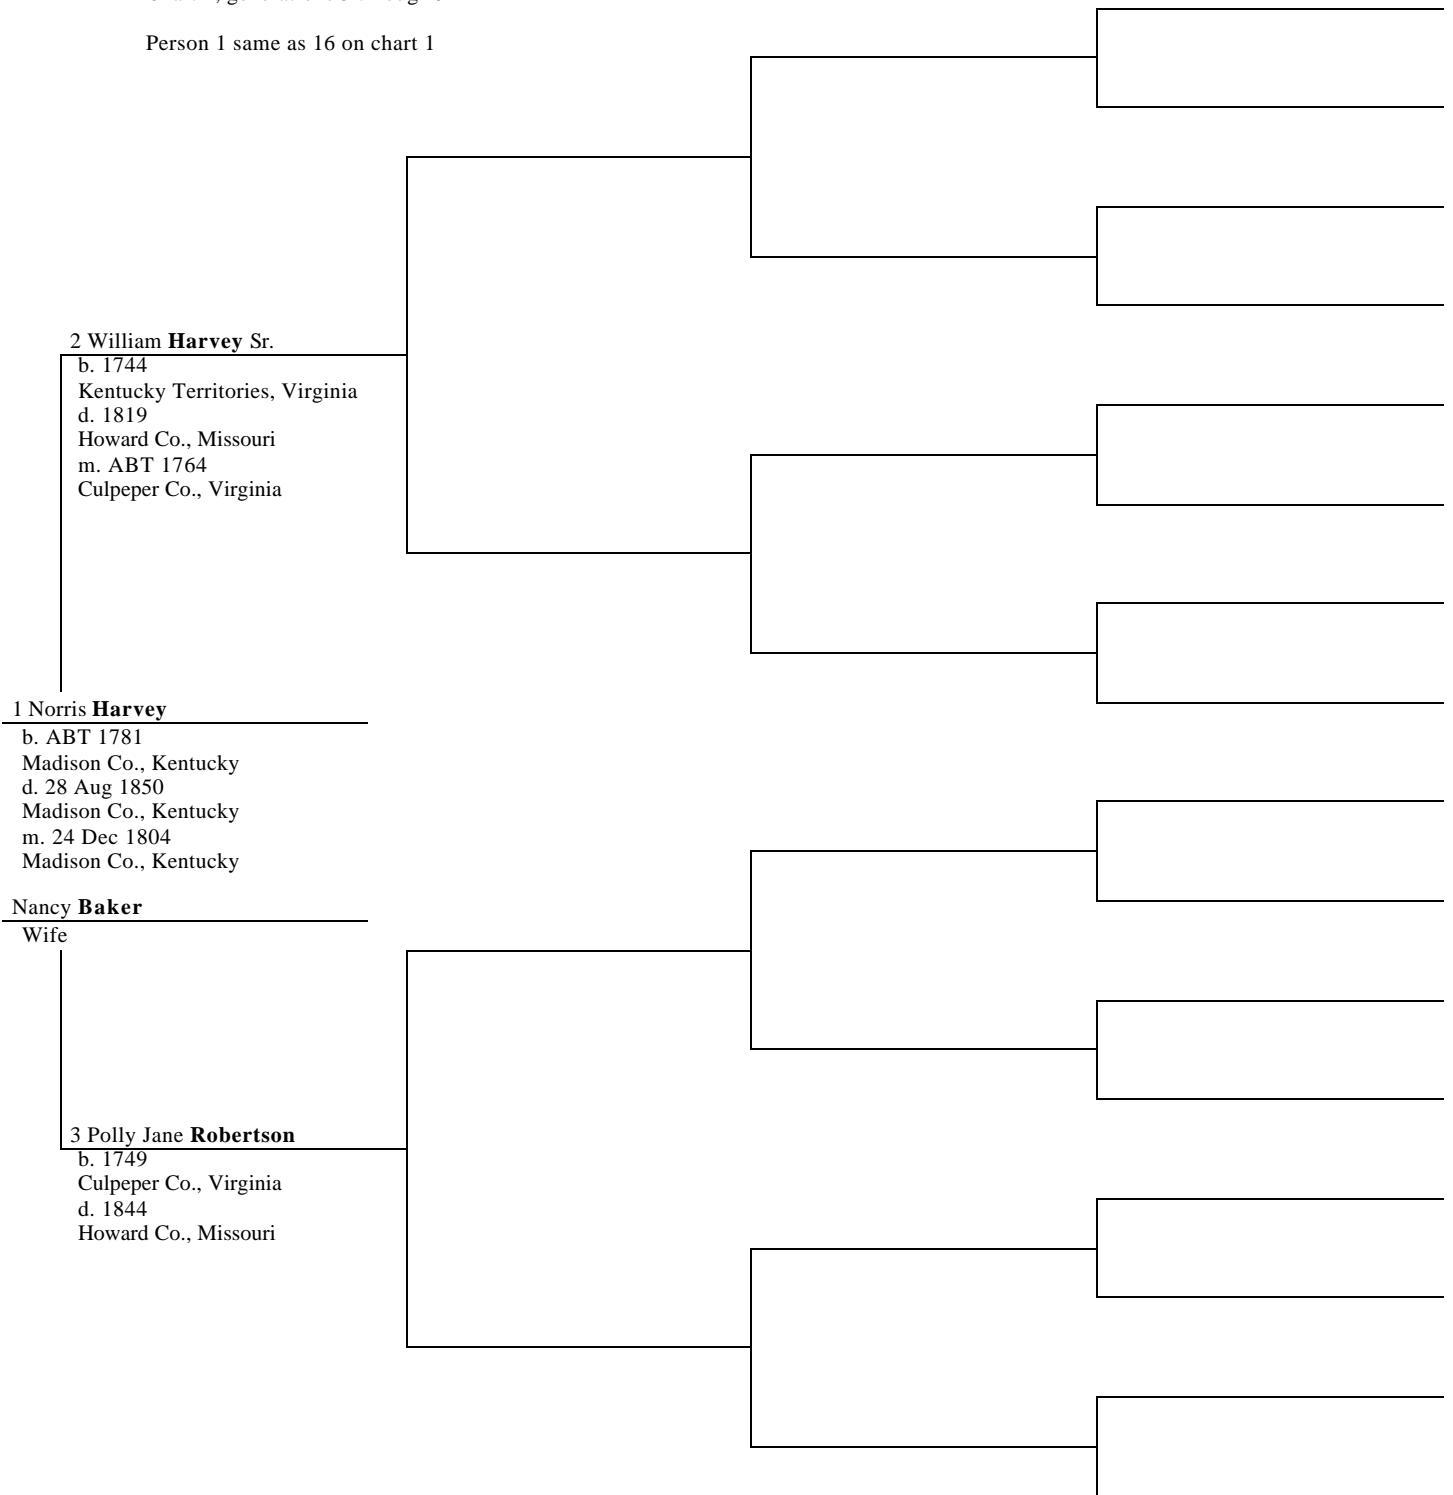 Person 1 same as 16 on chart 1
2 William Harvey Sr.
b. 1744
Kentucky Territories, Virginia
d. 1819
Howard Co., Missouri
m. ABT 1764
Culpeper Co., Virginia
1 Norris Harvey
b. ABT 1781
Madison Co., Kentucky
d. 28 Aug 1850
Madison Co., Kentucky
m. 24 Dec 1804
Madison Co., Kentucky
Nancy Baker
Wife
3 Polly Jane Robertson
b. 1749
Culpeper Co., Virginia
d. 1844
Howard Co., Missouri